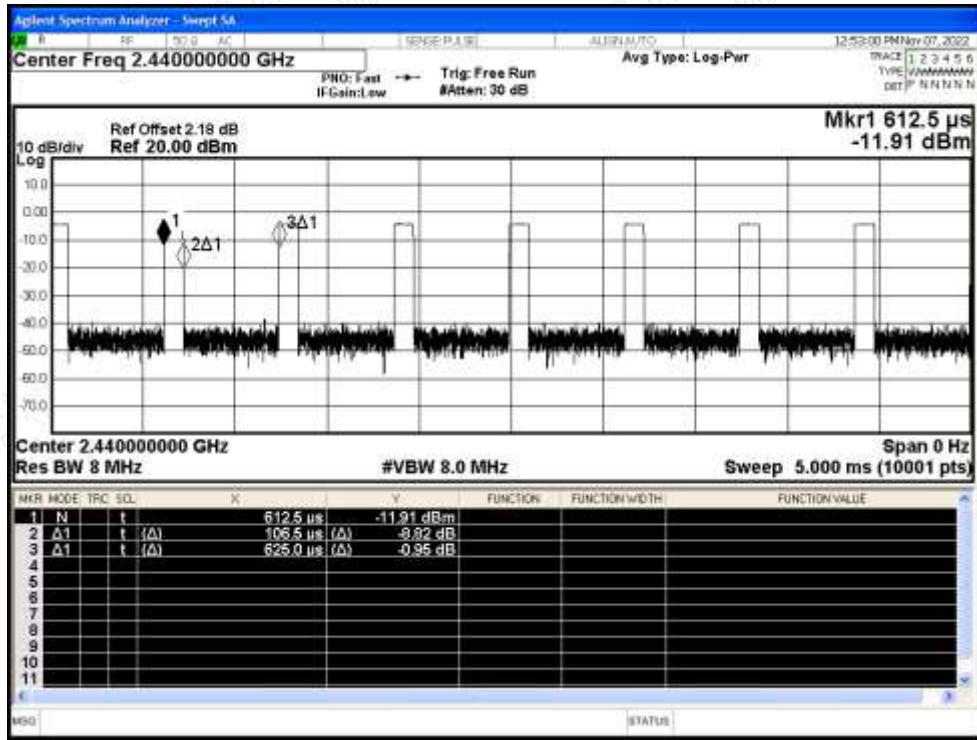 Agilent Spectrum Analyzer - Swept SA
R RF 50 Ω AC SENSE:PULSE ALIGN AUTO 12:53:00 PM Nov 07, 2022
Center Freq 2.440000000 GHz
Avg Type: Log-Pwr
TRACE 1 2 3 4 5 6
PNO: Fast Trig: Free Run
TYPE
IFGain:Low #Atten: 30 dB
DET P N N N N N
Mkr1 612.5 µs
-11.91 dBm
Ref Offset 2.18 dB
10 dB/div Ref 20.00 dBm
Log
10.0
0.00
-10.0
-20.0
-30.0
-40.0
-50.0
-60.0
-70.0
1
2Δ1
3Δ1
Center 2.440000000 GHz Span 0 Hz
Res BW 8 MHz #VBW 8.0 MHz Sweep 5.000 ms (10001 pts)
MKR MODE TRC SCL X Y FUNCTION FUNCTION WIDTH FUNCTION VALUE
1 N t 612.5 µs -11.91 dBm
2 Δ1 t (Δ) 106.5 µs (Δ) -8.82 dB
3 Δ1 t (Δ) 625.0 µs (Δ) -0.95 dB
4
5
6
7
8
9
10
11
MSG STATUS